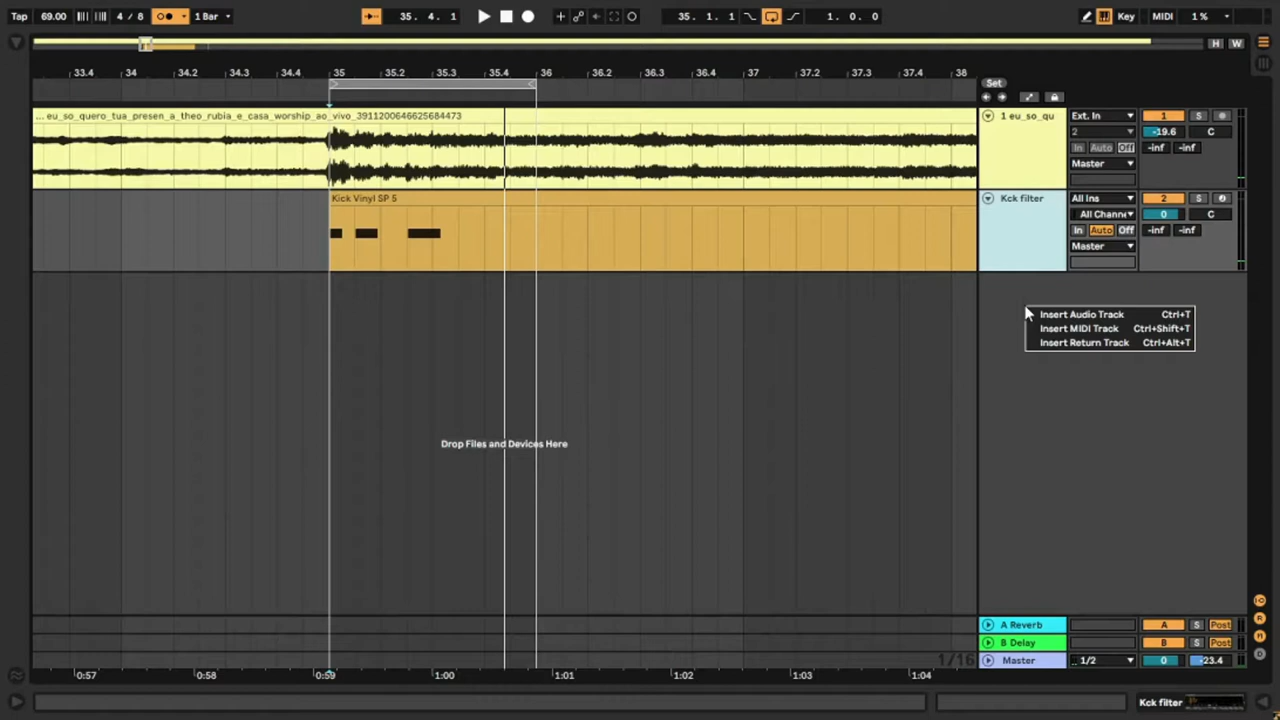 Tap 69.00 4 / 8 1 Bar 35. 4. 1 35. 1. 1 1. 0. 0 Key MIDI 1 %
H W
33.4 34 34.2 34.3 34.4 35 35.2 35.3 35.4 36 36.2 36.3 36.4 37 37.2 37.3 37.4 38
Set
... eu_so_quero_tua_presen_a_theo_rubia_e_casa_worship_ao_vivo_3911200646625684473
1 eu_so_qu Ext. In 1 S
2 -19.6 C
In Auto Off -inf -inf
Master
Kick Vinyl SP 5
Kck filter All Ins 2 S
All Channe 0 C
In Auto Off -inf -inf
Master
Insert Audio Track Ctrl+T
Insert MIDI Track Ctrl+Shift+T
Insert Return Track Ctrl+Alt+T
Drop Files and Devices Here
A Reverb A S Post
B Delay B S Post
1/16 Master 1/2 0 -23.4
0:57 0:58 0:59 1:00 1:01 1:02 1:03 1:04
Kck filter